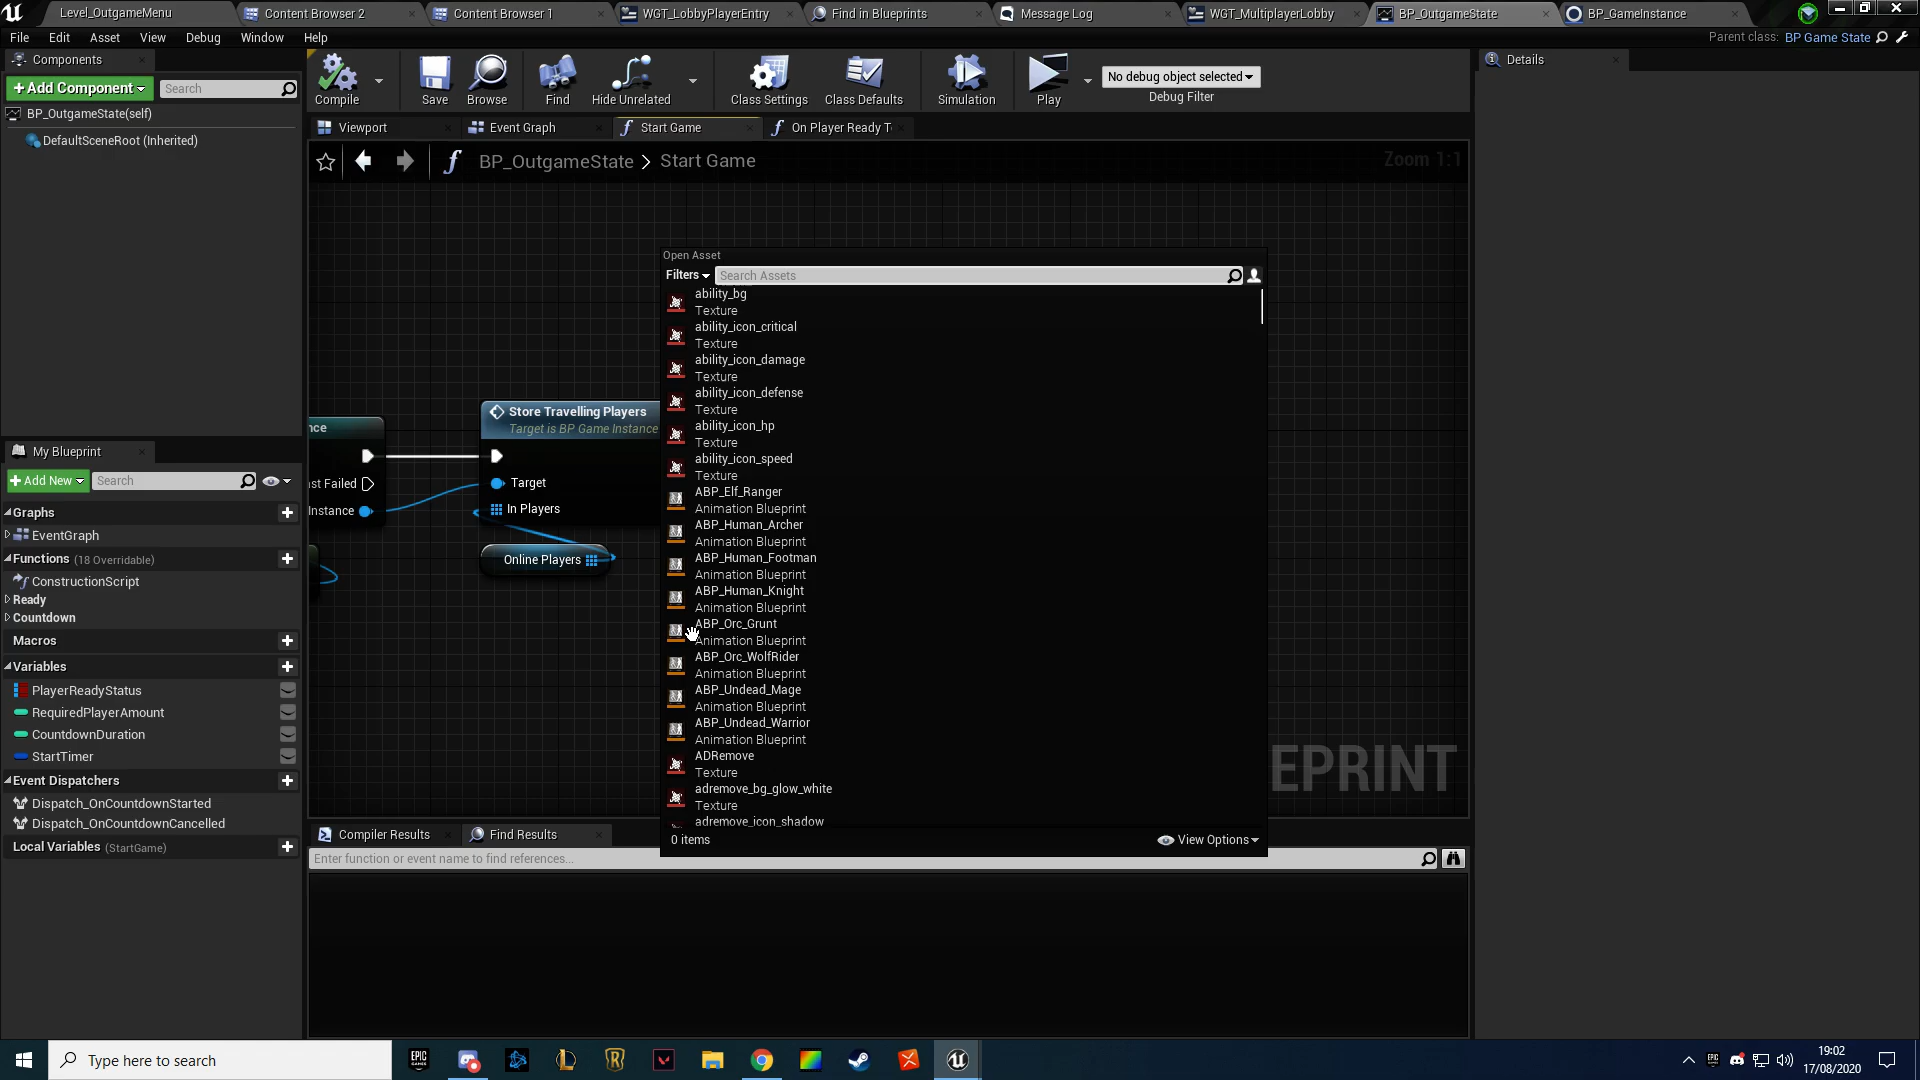 Level_OutgameMenu
Content Browser 2
Content Browser 1
WGT_LobbyPlayerEntry
Find in Blueprints
Message Log
WGT_MultiplayerLobby
BP_OutgameState
BP_GameInstance
File Edit Asset View Debug Window Help
Parent class: BP Game State
Components
+Add Component
Search
BP_OutgameState(self)
DefaultSceneRoot (Inherited)
Compile
Save
Browse
Find
Hide Unrelated
Class Settings
Class Defaults
Simulation
Play
No debug object selected
Debug Filter
Details
Viewport
Event Graph
Start Game
On Player Ready T
BP_OutgameState > Start Game
Zoom 1:1
nce
st Failed
Instance
Store Travelling Players
Target is BP Game Instance
Target
In Players
Online Players
Open Asset
Filters
Search Assets
ability_bg
Texture
ability_icon_critical
Texture
ability_icon_damage
Texture
ability_icon_defense
Texture
ability_icon_hp
Texture
ability_icon_speed
Texture
ABP_Elf_Ranger
Animation Blueprint
ABP_Human_Archer
Animation Blueprint
ABP_Human_Footman
Animation Blueprint
ABP_Human_Knight
Animation Blueprint
ABP_Orc_Grunt
Animation Blueprint
ABP_Orc_WolfRider
Animation Blueprint
ABP_Undead_Mage
Animation Blueprint
ABP_Undead_Warrior
Animation Blueprint
ADRemove
Texture
adremove_bg_glow_white
Texture
adremove_icon_shadow
0 items
View Options
EPRINT
My Blueprint
+Add New
Search
Graphs
EventGraph
Functions (18 Overridable)
ConstructionScript
Ready
Countdown
Macros
Variables
PlayerReadyStatus
RequiredPlayerAmount
CountdownDuration
StartTimer
Event Dispatchers
Dispatch_OnCountdownStarted
Dispatch_OnCountdownCancelled
Local Variables (StartGame)
Compiler Results
Find Results
Enter function or event name to find references...
Type here to search
EPIC
GAMES
19:02
17/08/2020